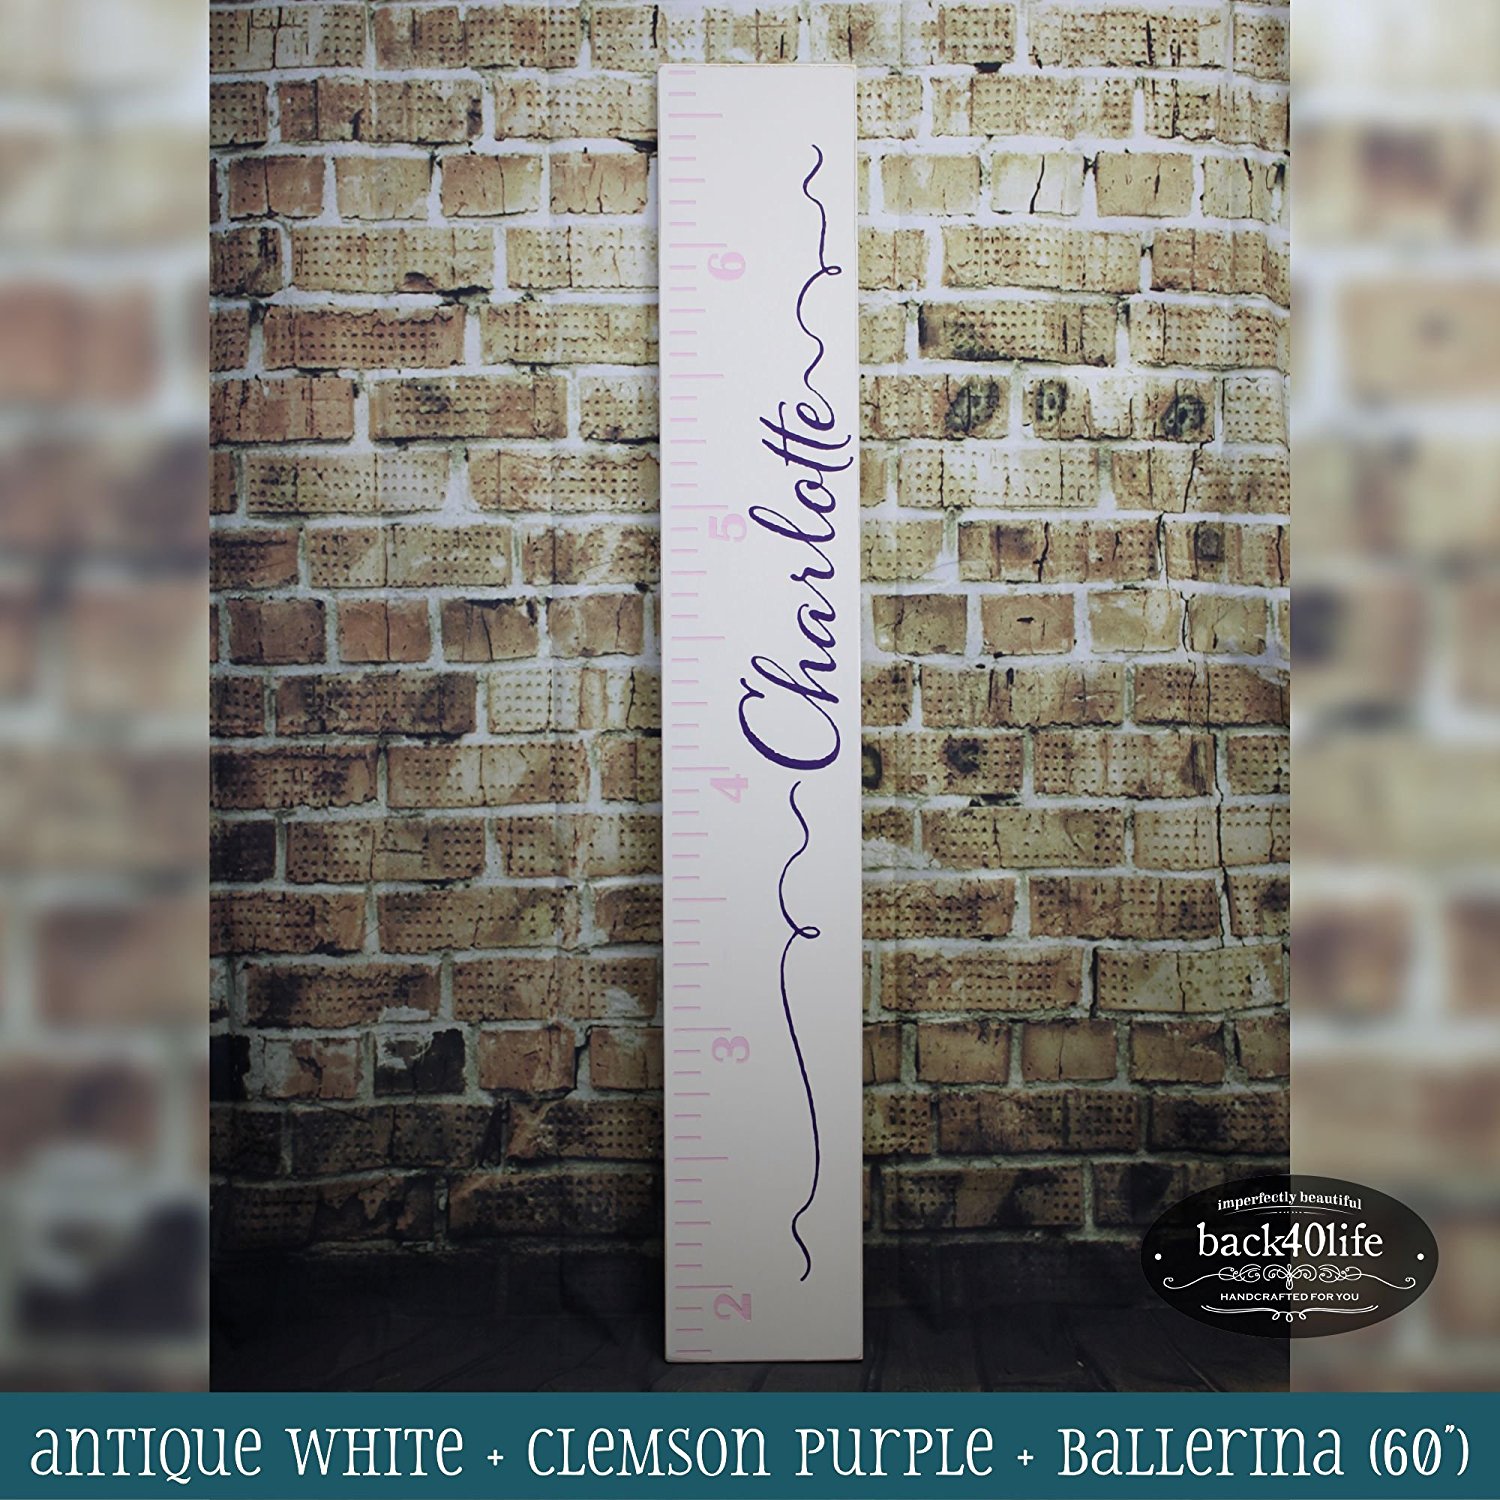 6
5
4
3
2
Charlotte
imperfectly beautiful
back40life
HANDCRAFTED FOR YOU
antique white + clemson purple + ballerina (60")